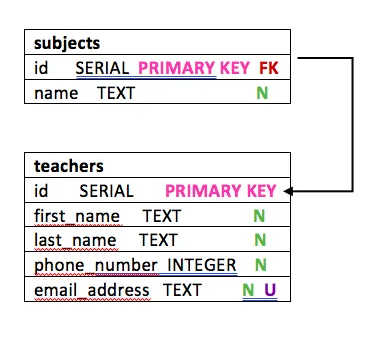 subjects
id SERIAL PRIMARY KEY FK
name TEXT N
teachers
id SERIAL PRIMARY KEY
first_name TEXT N
last_name TEXT N
phone_number INTEGER N
email_address TEXT N U